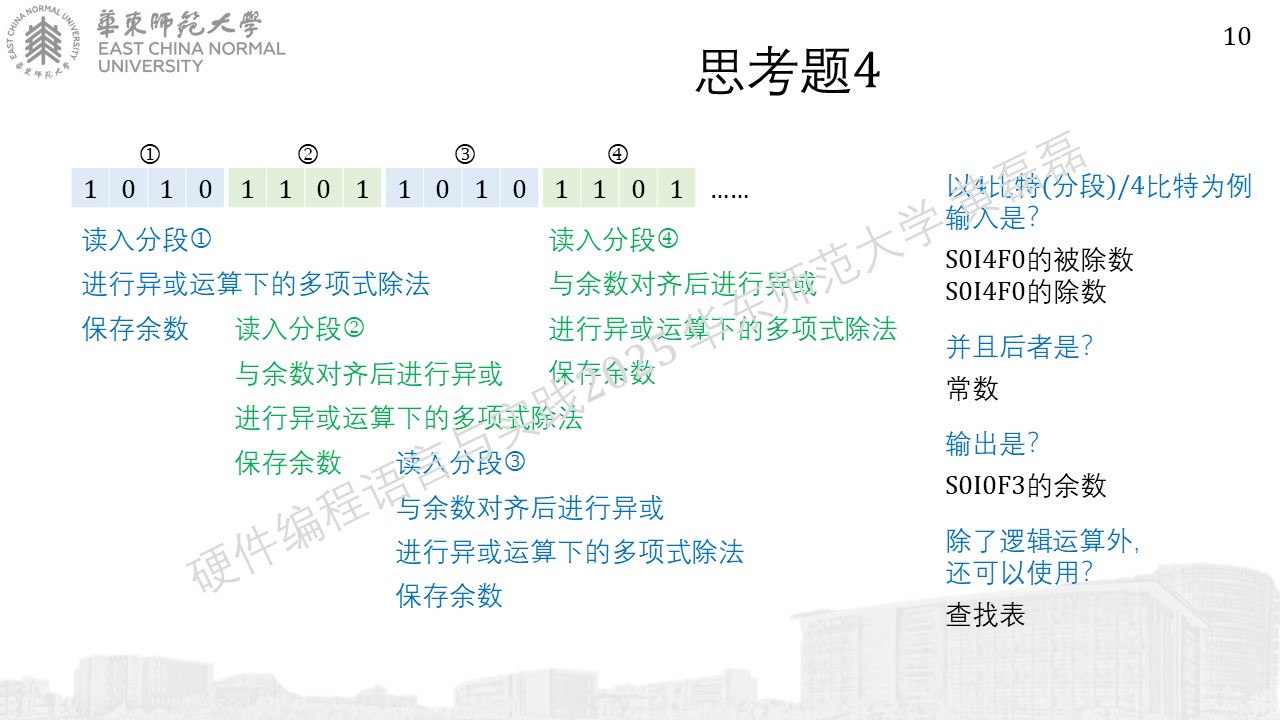 EAST CHINA NORMAL UNIVERSITY
華東師範大學
華東師範大學
EAST CHINA NORMAL
UNIVERSITY
10
思考题4
① ② ③ ④
1 0 1 0 1 1 0 1 1 0 1 0 1 1 0 1 ……
读入分段①
进行异或运算下的多项式除法
保存余数
读入分段②
与余数对齐后进行异或
进行异或运算下的多项式除法
保存余数
读入分段③
与余数对齐后进行异或
进行异或运算下的多项式除法
保存余数
读入分段④
与余数对齐后进行异或
进行异或运算下的多项式除法
保存余数
以4比特(分段)/4比特为例
输入是？
S0I4F0的被除数
S0I4F0的除数
并且后者是？
常数
输出是？
S0I0F3的余数
除了逻辑运算外，
还可以使用？
查找表
硬件编程语言与实践2025 华东师范大学 黄磊磊